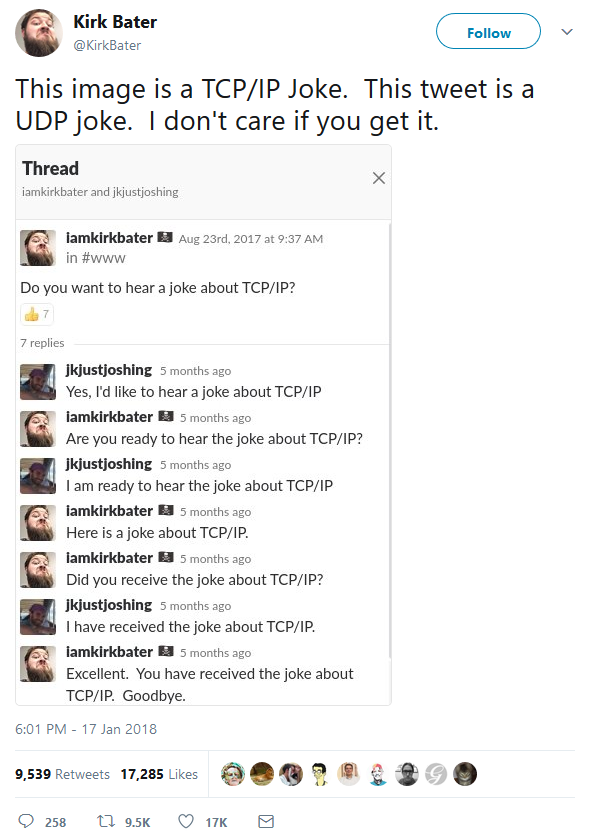 Kirk Bater
@KirkBater
Follow
This image is a TCP/IP Joke.  This tweet is a
UDP joke.  I don't care if you get it.
Thread
iamkirkbater and jkjustjoshing
iamkirkbater Aug 23rd, 2017 at 9:37 AM
in #www
Do you want to hear a joke about TCP/IP?
7
7 replies
jkjustjoshing 5 months ago
Yes, I'd like to hear a joke about TCP/IP
iamkirkbater 5 months ago
Are you ready to hear the joke about TCP/IP?
jkjustjoshing 5 months ago
I am ready to hear the joke about TCP/IP
iamkirkbater 5 months ago
Here is a joke about TCP/IP.
iamkirkbater 5 months ago
Did you receive the joke about TCP/IP?
jkjustjoshing 5 months ago
I have received the joke about TCP/IP.
iamkirkbater 5 months ago
Excellent.  You have received the joke about
TCP/IP.  Goodbye.
6:01 PM - 17 Jan 2018
9,539 Retweets 17,285 Likes
258 9.5K 17K